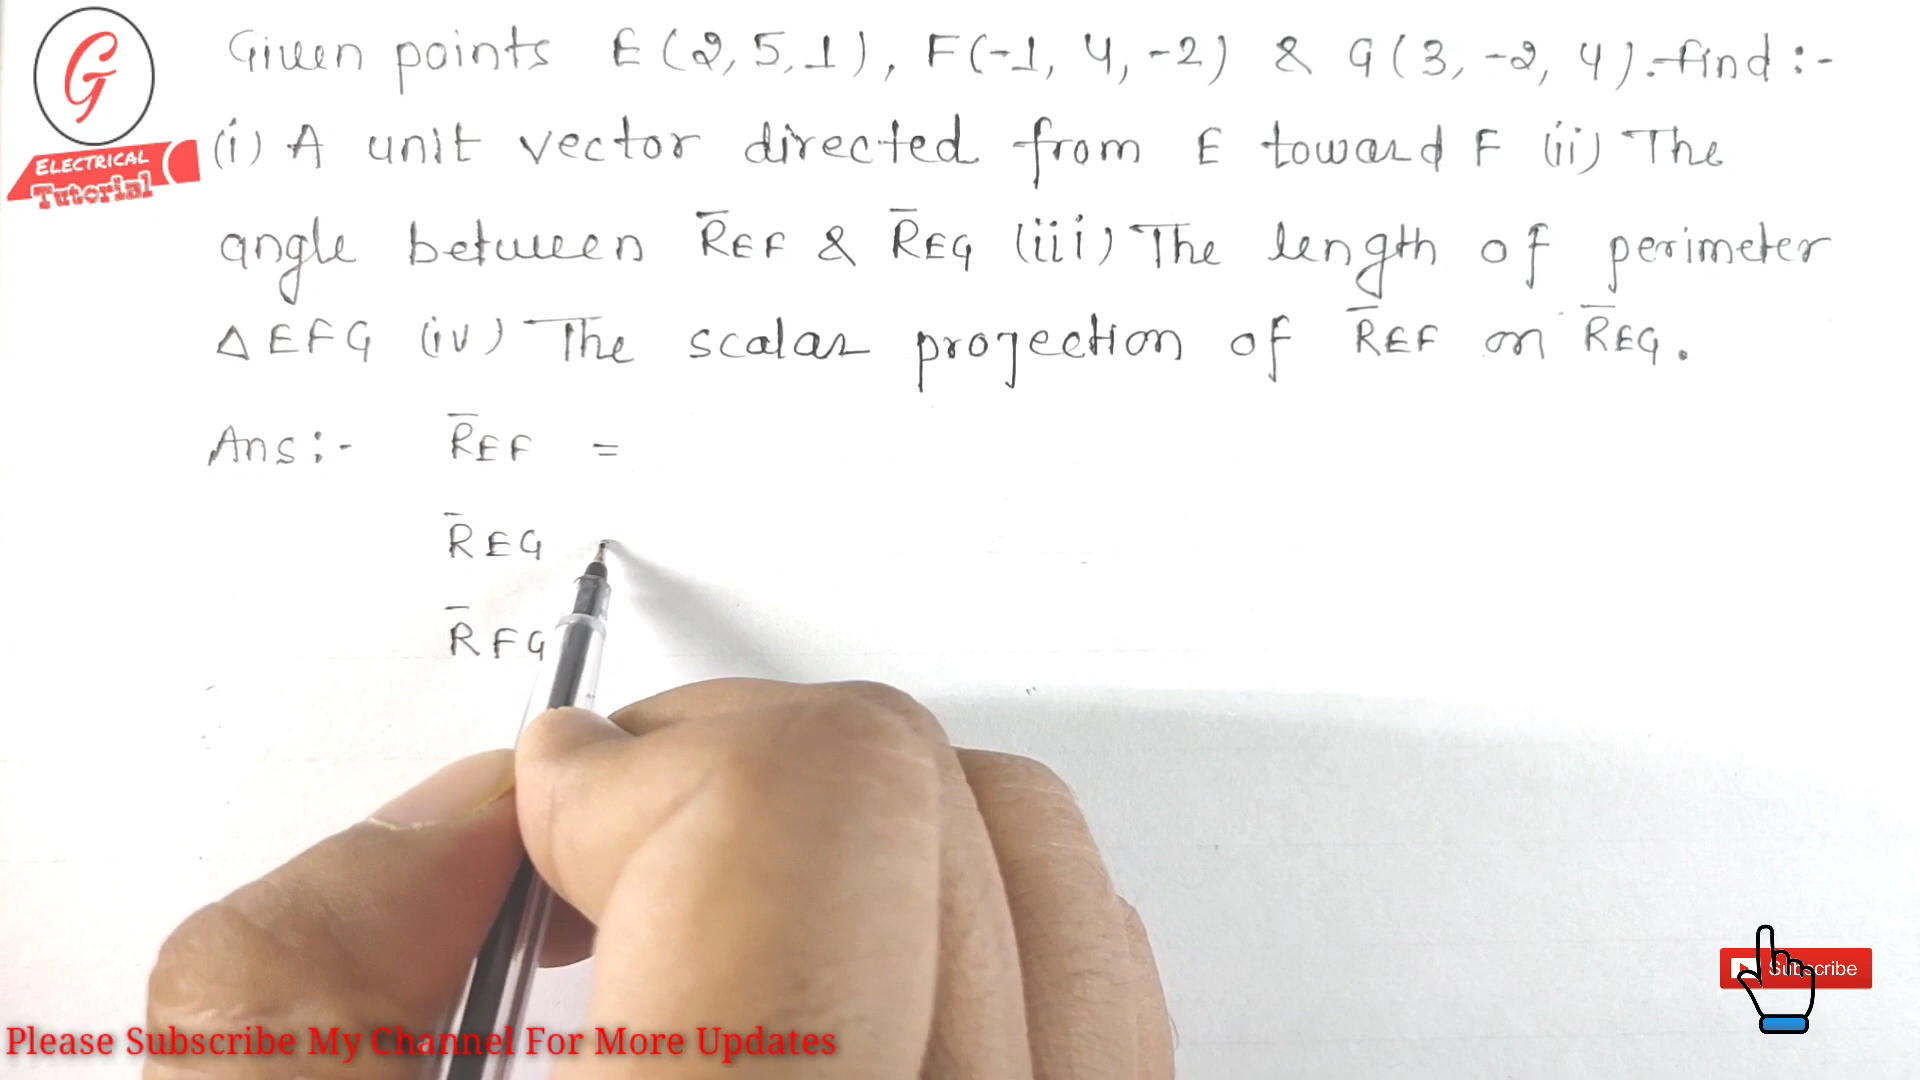 G
ELECTRICAL
Tutorial
Given points E(2,5,1), F(-1, 4, -2) & G(3, -2, 4). find :-
(i) A unit vector directed from E toward F (ii) The
angle between R̅EF & R̅EG (iii) The length of perimeter
△EFG (iv) The scalar projection of R̅EF on R̅EG.
Ans:- R̅EF =
R̅EG
R̅FG
Subscribe
Please Subscribe My Channel For More Updates